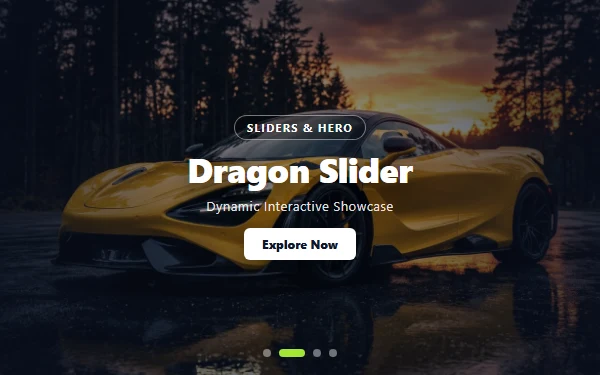 SLIDERS & HERO
Dragon Slider
Dynamic Interactive Showcase
Explore Now